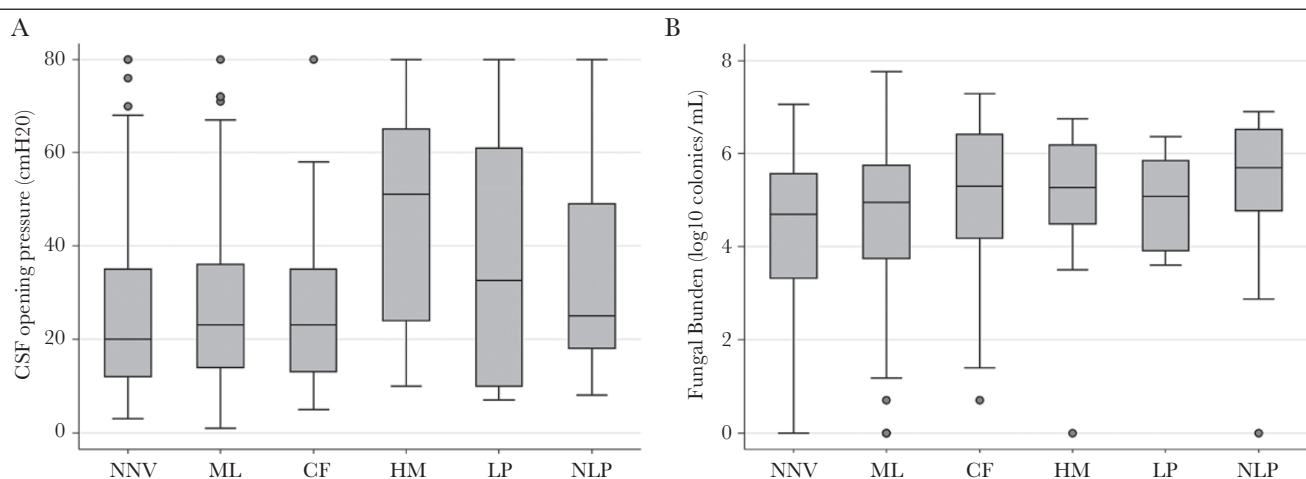 A
CSF opening pressure (cmH20)
80
60
40
20
0
NNV ML CF HM LP NLP
B
Fungal Bunden (log10 colonies/mL)
8
6
4
2
0
NNV ML CF HM LP NLP